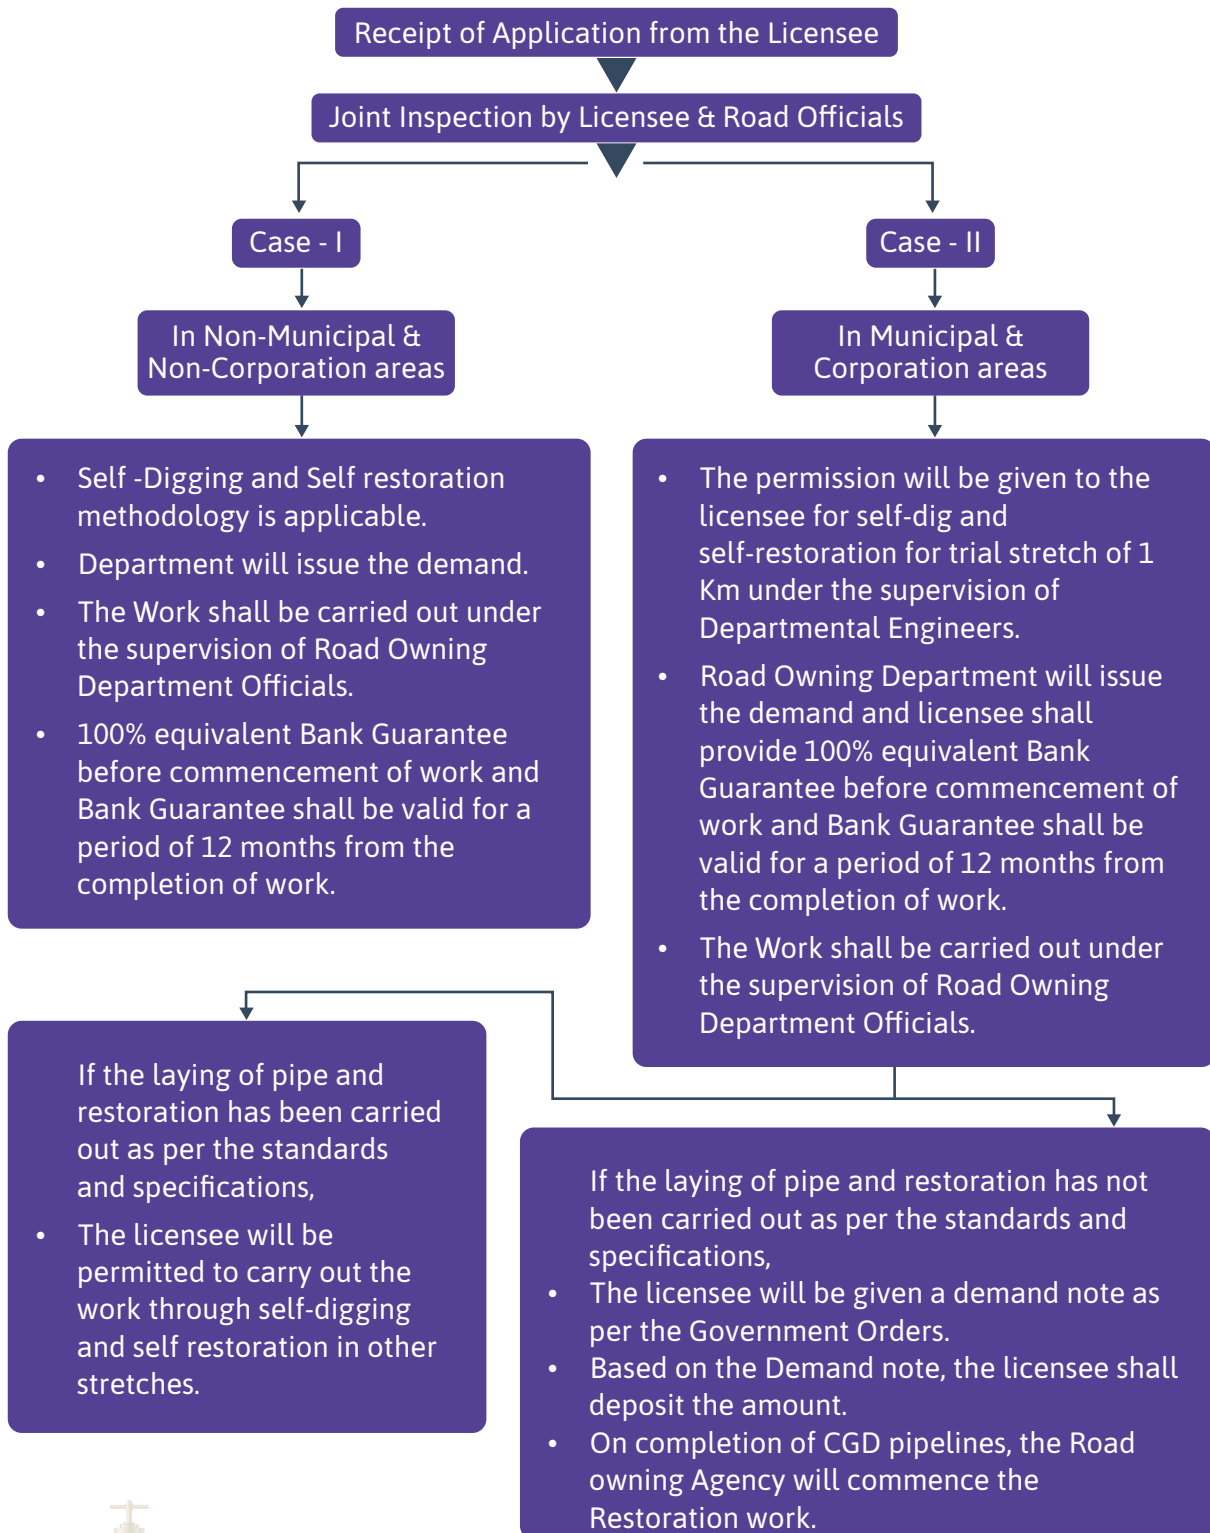 Receipt of Application from the Licensee
Joint Inspection by Licensee & Road Officials
Case - I
In Non-Municipal &
Non-Corporation areas
• Self -Digging and Self restoration
methodology is applicable.
• Department will issue the demand.
• The Work shall be carried out under
the supervision of Road Owning
Department Officials.
• 100% equivalent Bank Guarantee
before commencement of work and
Bank Guarantee shall be valid for a
period of 12 months from the
completion of work.
Case - II
In Municipal &
Corporation areas
• The permission will be given to the
licensee for self-dig and
self-restoration for trial stretch of 1
Km under the supervision of
Departmental Engineers.
• Road Owning Department will issue
the demand and licensee shall
provide 100% equivalent Bank
Guarantee before commencement of
work and Bank Guarantee shall be
valid for a period of 12 months from
the completion of work.
• The Work shall be carried out under
the supervision of Road Owning
Department Officials.
If the laying of pipe and
restoration has been carried
out as per the standards
and specifications,
• The licensee will be
permitted to carry out the
work through self-digging
and self restoration in other
stretches.
If the laying of pipe and restoration has not
been carried out as per the standards and
specifications,
• The licensee will be given a demand note as
per the Government Orders.
• Based on the Demand note, the licensee shall
deposit the amount.
• On completion of CGD pipelines, the Road
owning Agency will commence the
Restoration work.